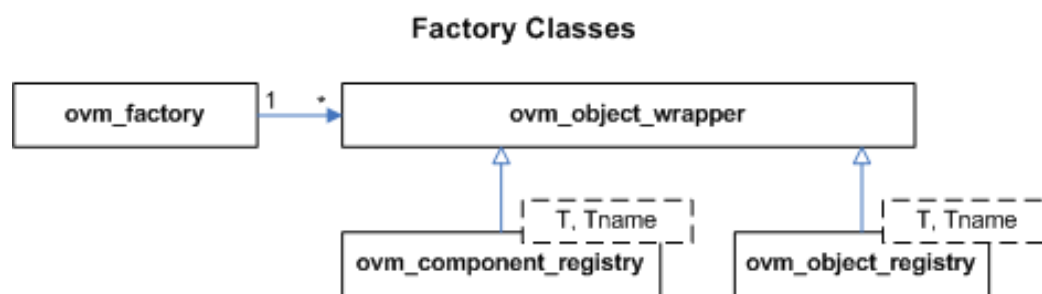 Factory Classes
ovm_factory
1
*
ovm_object_wrapper
T, Tname
T, Tname
ovm_component_registry
ovm_object_registry